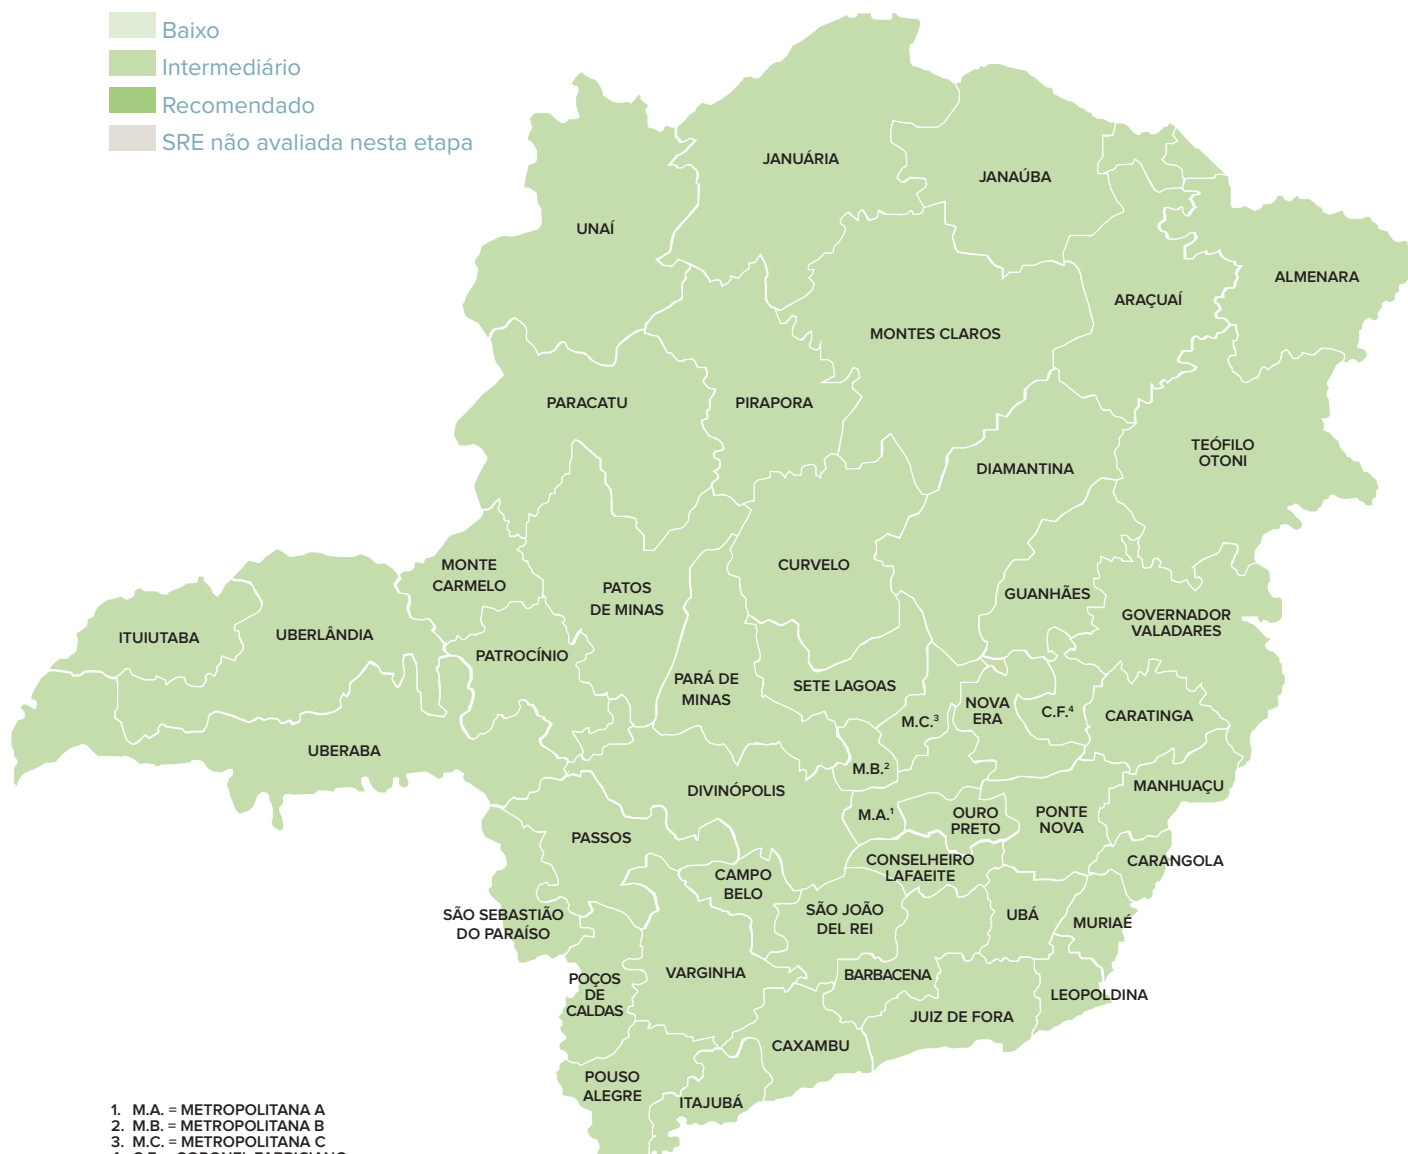 Baixo
Intermediário
Recomendado
SRE não avaliada nesta etapa
JANUÁRIA
JANAÚBA
UNAÍ
ALMENARA
ARAÇUAÍ
MONTES CLAROS
PARACATU
PIRAPORA
TEÓFILO
OTONI
DIAMANTINA
MONTE
CARMELO
CURVELO
PATOS
DE MINAS
GUANHÃES
GOVERNADOR
VALADARES
ITUIUTABA
UBERLÂNDIA
PATROCÍNIO
PARÁ DE
MINAS
SETE LAGOAS
M.C.³
NOVA
ERA
C.F.⁴
CARATINGA
UBERABA
M.B.²
DIVINÓPOLIS
MANHUAÇU
M.A.¹
OURO
PRETO
PONTE
NOVA
PASSOS
CONSELHEIRO
LAFAEITE
CARANGOLA
CAMPO
BELO
SÃO SEBASTIÃO
DO PARAÍSO
SÃO JOÃO
DEL REI
UBÁ
MURIAÉ
VARGINHA
BARBACENA
POÇOS
DE
CALDAS
LEOPOLDINA
JUIZ DE FORA
CAXAMBU
POUSO
ALEGRE
ITAJUBÁ
1. M.A. = METROPOLITANA A
2. M.B. = METROPOLITANA B
3. M.C. = METROPOLITANA C